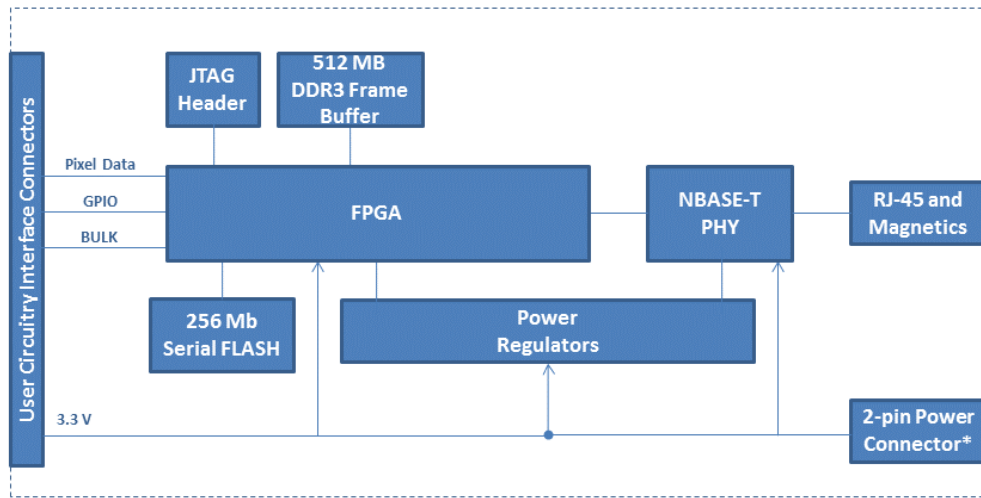 User Circuitry Interface Connectors
JTAG
Header
512 MB
DDR3 Frame
Buffer
Pixel Data
GPIO
BULK
FPGA
NBASE-T
PHY
RJ-45 and
Magnetics
256 Mb
Serial FLASH
Power
Regulators
3.3 V
2-pin Power
Connector*